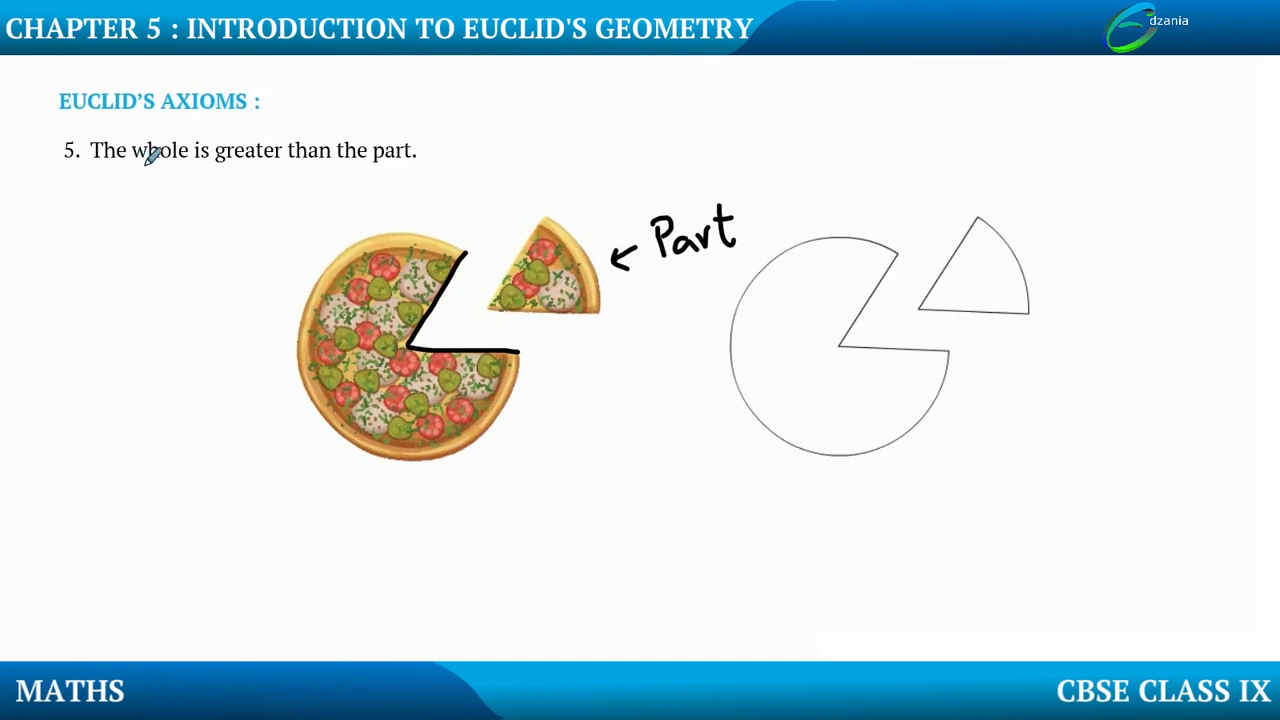 CHAPTER 5 : INTRODUCTION TO EUCLID'S GEOMETRY
Edzania
EUCLID’S AXIOMS :
5. The whole is greater than the part.
← Part
MATHS
CBSE CLASS IX